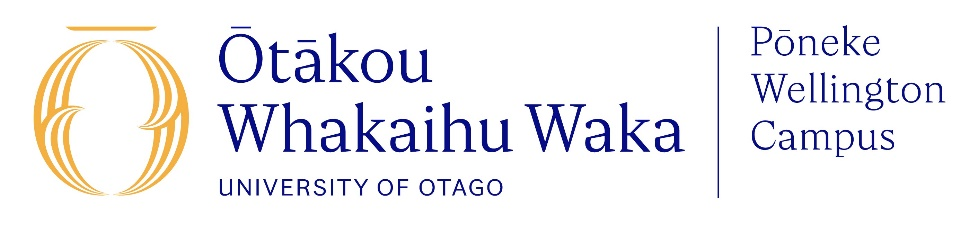 Ōtākou
Whakaihu Waka
UNIVERSITY OF OTAGO
Pōneke
Wellington
Campus